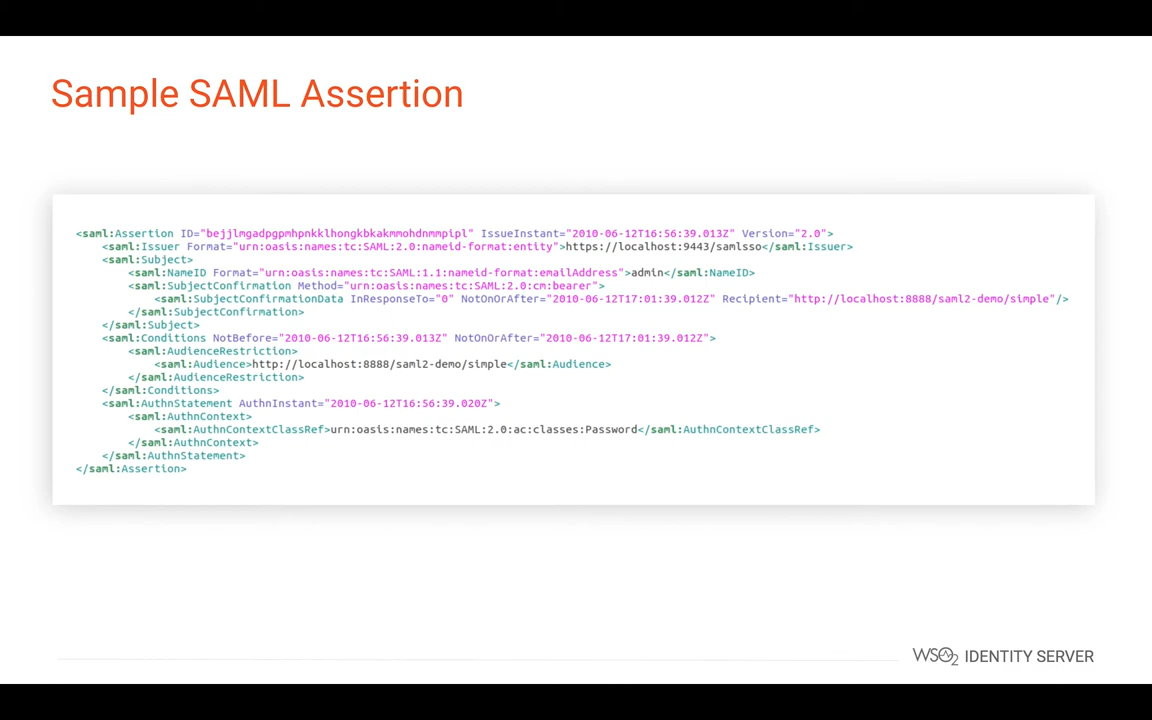 Sample SAML Assertion
<saml:Assertion ID="bejjlmgadpgpmhpnkklhongkbkakmmohdnmmpipl" IssueInstant="2010-06-12T16:56:39.013Z" Version="2.0">
<saml:Issuer Format="urn:oasis:names:tc:SAML:2.0:nameid-format:entity">https://localhost:9443/samlsso</saml:Issuer>
<saml:Subject>
<saml:NameID Format="urn:oasis:names:tc:SAML:1.1:nameid-format:emailAddress">admin</saml:NameID>
<saml:SubjectConfirmation Method="urn:oasis:names:tc:SAML:2.0:cm:bearer">
<saml:SubjectConfirmationData InResponseTo="0" NotOnOrAfter="2010-06-12T17:01:39.012Z" Recipient="http://localhost:8888/saml2-demo/simple"/>
</saml:SubjectConfirmation>
</saml:Subject>
<saml:Conditions NotBefore="2010-06-12T16:56:39.013Z" NotOnOrAfter="2010-06-12T17:01:39.012Z">
<saml:AudienceRestriction>
<saml:Audience>http://localhost:8888/saml2-demo/simple</saml:Audience>
</saml:AudienceRestriction>
</saml:Conditions>
<saml:AuthnStatement AuthnInstant="2010-06-12T16:56:39.020Z">
<saml:AuthnContext>
<saml:AuthnContextClassRef>urn:oasis:names:tc:SAML:2.0:ac:classes:Password</saml:AuthnContextClassRef>
</saml:AuthnContext>
</saml:AuthnStatement>
</saml:Assertion>
WSO2 IDENTITY SERVER